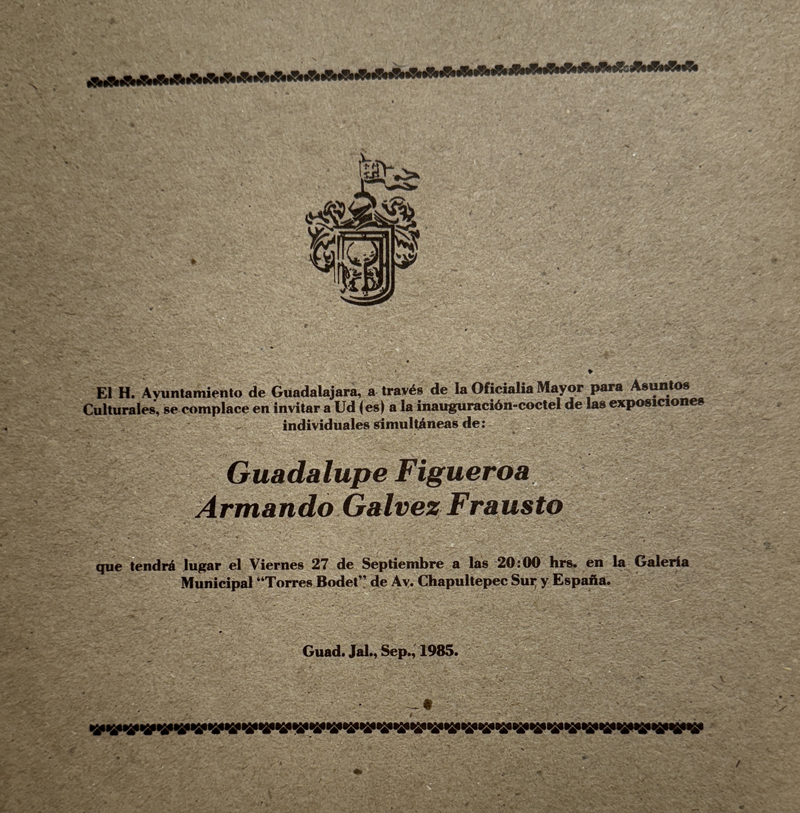 El H. Ayuntamiento de Guadalajara, a través de la Oficialia Mayor para Asuntos
Culturales, se complace en invitar a Ud (es) a la inauguración-coctel de las exposiciones
individuales simultáneas de:
Guadalupe Figueroa
Armando Galvez Frausto
que tendrá lugar el Viernes 27 de Septiembre a las 20:00 hrs. en la Galería
Municipal “Torres Bodet” de Av. Chapultepec Sur y España.
Guad. Jal., Sep., 1985.